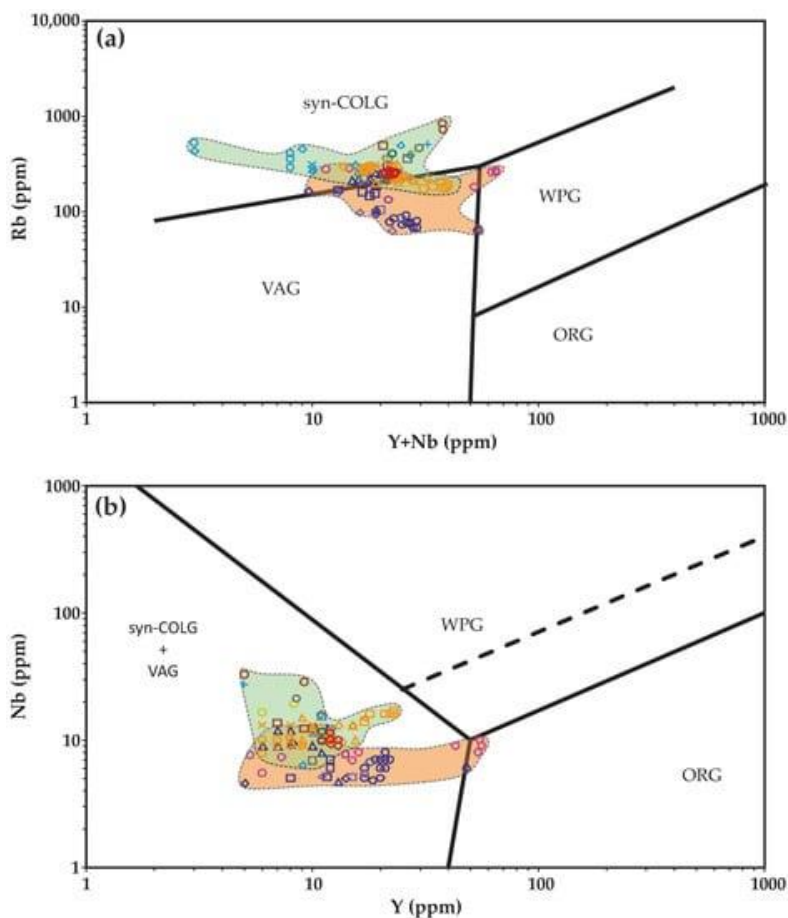 10,000
(a)
syn-COLG
1000
Rb (ppm)
WPG
100
VAG
10
ORG
1
1
10
100
1000
Y+Nb (ppm)
1000
(b)
Nb (ppm)
100
syn-COLG
+
VAG
WPG
10
ORG
1
1
10
100
1000
Y (ppm)